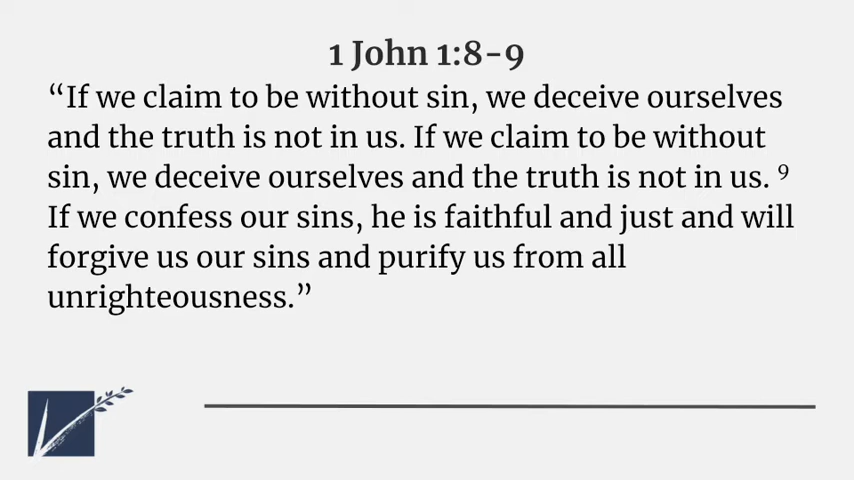 1 John 1:8-9
“If we claim to be without sin, we deceive ourselves
and the truth is not in us. If we claim to be without
sin, we deceive ourselves and the truth is not in us. ⁹
If we confess our sins, he is faithful and just and will
forgive us our sins and purify us from all
unrighteousness.”